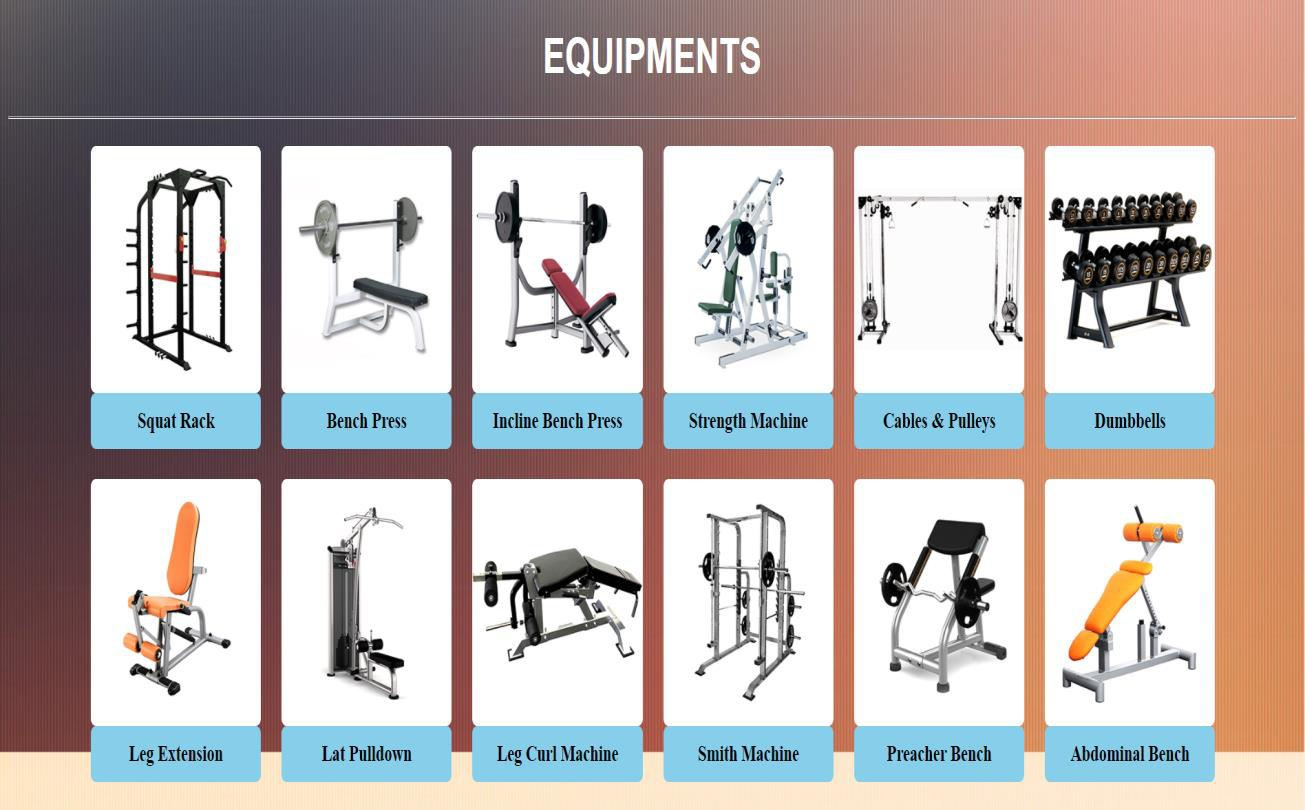 EQUIPMENTS
Squat Rack
Bench Press
Incline Bench Press
Strength Machine
Cables & Pulleys
Dumbbells
Leg Extension
Lat Pulldown
Leg Curl Machine
Smith Machine
Preacher Bench
Abdominal Bench